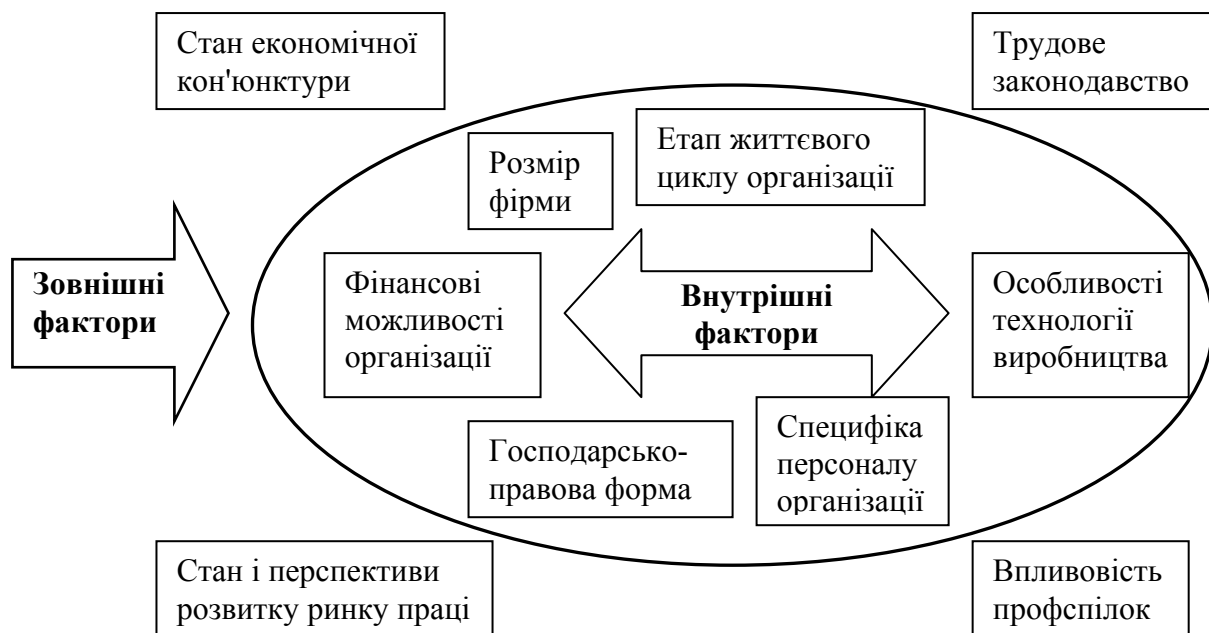 Стан економічної
кон'юнктури
Трудове
законодавство
Розмір
фірми
Етап життєвого
циклу організації
Зовнішні
фактори
Фінансові
можливості
організації
Внутрішні
фактори
Особливості
технології
виробництва
Господарсько-
правова форма
Специфіка
персоналу
організації
Стан і перспективи
розвитку ринку праці
Впливовість
профспілок